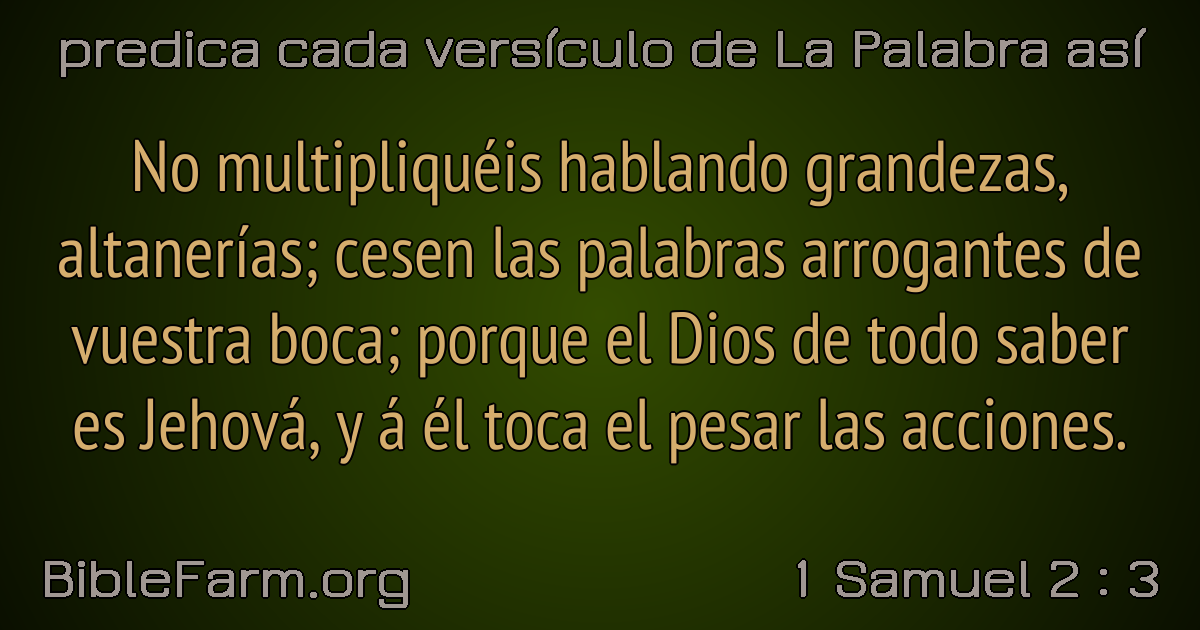 predica cada versículo de La Palabra así
No multipliquéis hablando grandezas,
altanerías; cesen las palabras arrogantes de
vuestra boca; porque el Dios de todo saber
es Jehová, y á él toca el pesar las acciones.
BibleFarm.org
1 Samuel 2 : 3